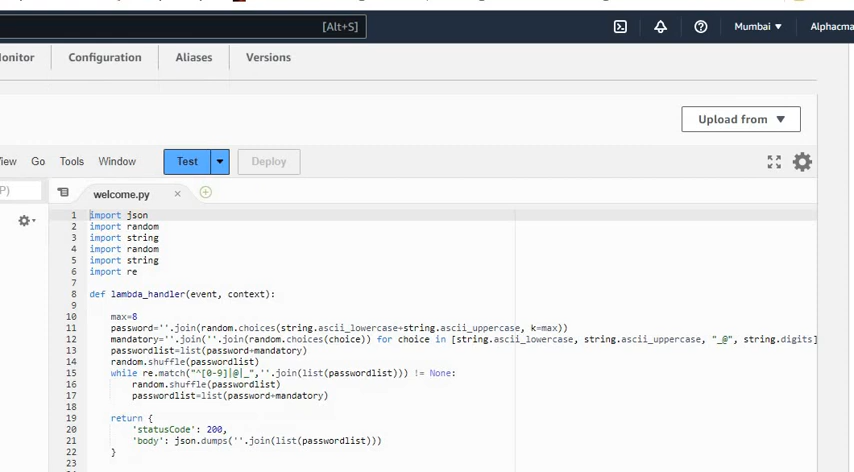 [Alt+S]
Mumbai
Alphacma
onitor
Configuration
Aliases
Versions
Upload from
iew Go Tools Window Test Deploy
P)
welcome.py
1 import json
2 import random
3 import string
4 import random
5 import string
6 import re
7
8 def lambda_handler(event, context):
9
10 max=8
11 password=''.join(random.choices(string.ascii_lowercase+string.ascii_uppercase, k=max))
12 mandatory=''.join(''.join(random.choices(choice)) for choice in [string.ascii_lowercase, string.ascii_uppercase, "_@", string.digits]
13 passwordlist=list(password+mandatory)
14 random.shuffle(passwordlist)
15 while re.match("^[0-9]|@|_",''.join(list(passwordlist))) != None:
16 random.shuffle(passwordlist)
17 passwordlist=list(password+mandatory)
18
19 return {
20 'statusCode': 200,
21 'body': json.dumps(''.join(list(passwordlist)))
22 }
23